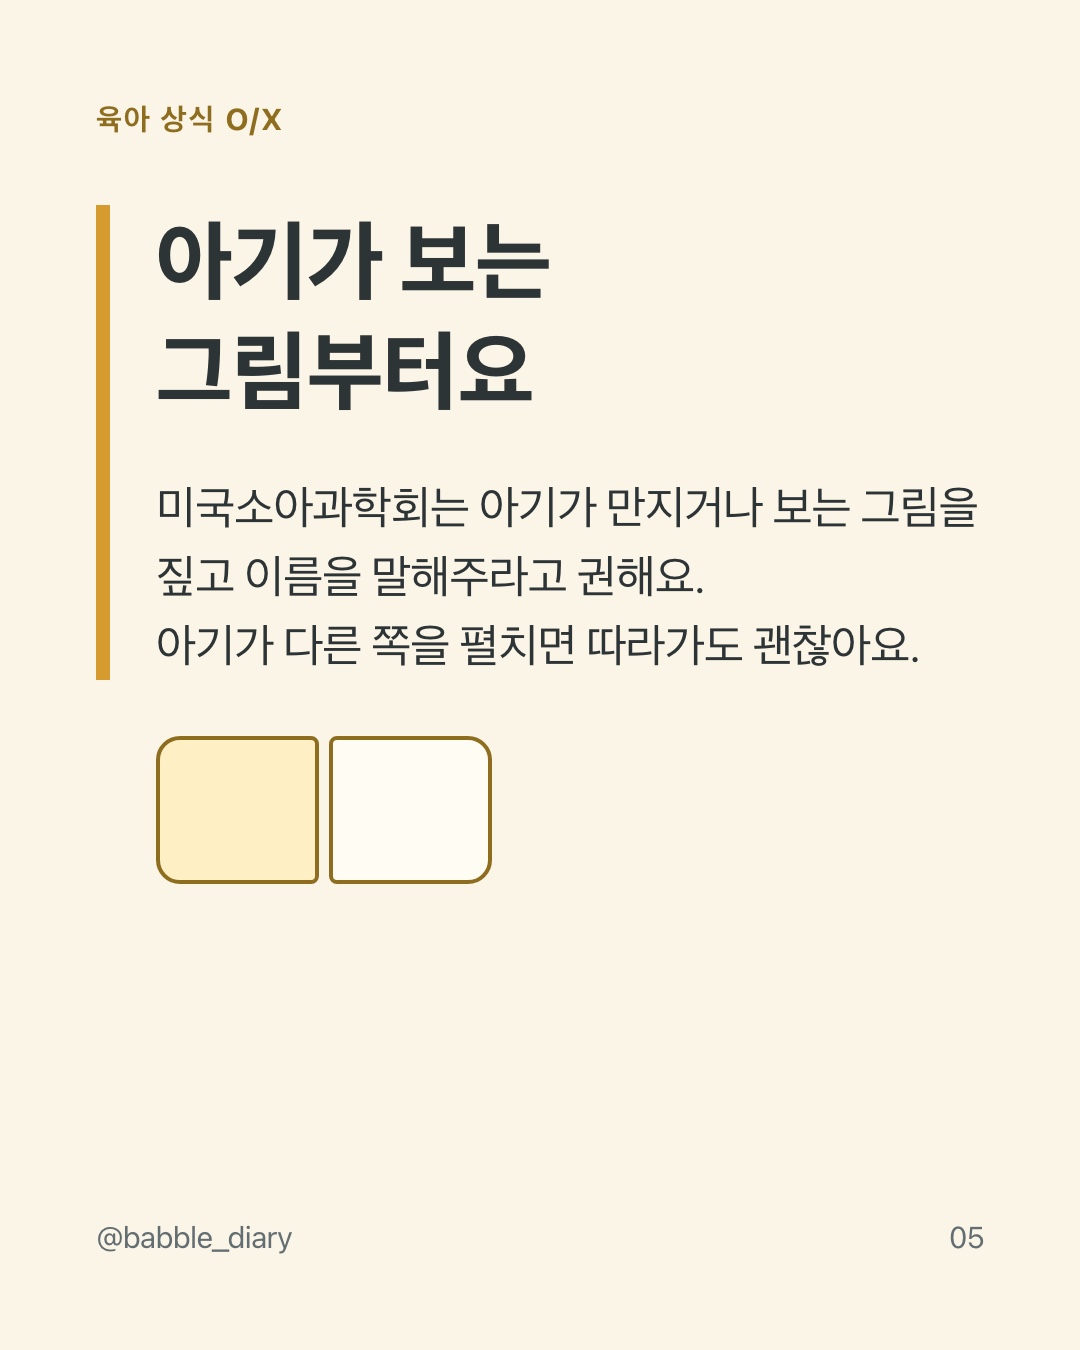 육아 상식 O/X
아기가 보는
그림부터요
미국소아과학회는 아기가 만지거나 보는 그림을
짚고 이름을 말해주라고 권해요.
아기가 다른 쪽을 펼치면 따라가도 괜찮아요.
@babble_diary
05